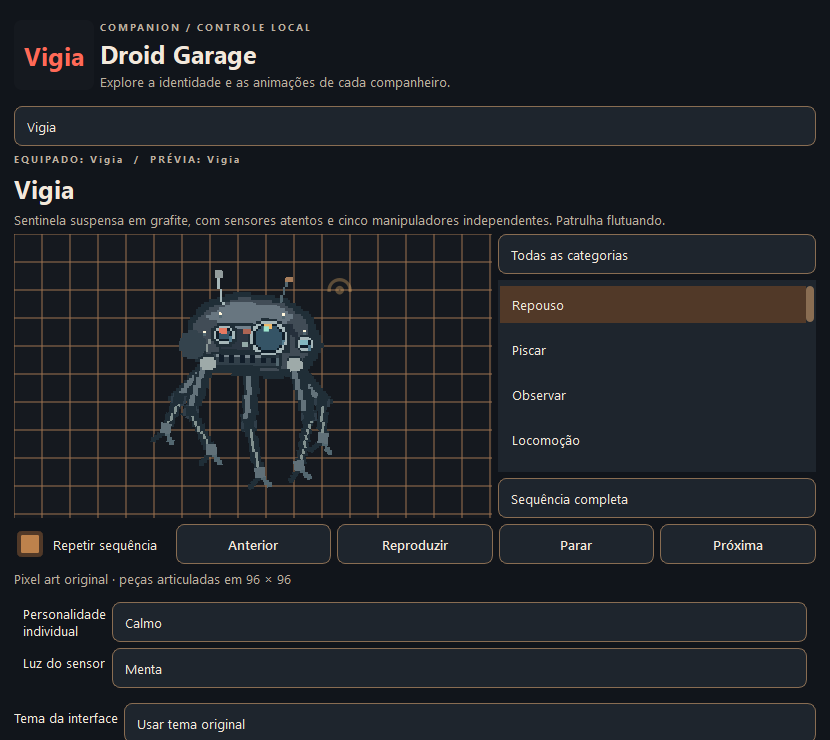 COMPANION / CONTROLE LOCAL
Vigia
Droid Garage
Explore a identidade e as animações de cada companheiro.
Vigia
EQUIPADO: Vigia / PRÉVIA: Vigia
Vigia
Sentinela suspensa em grafite, com sensores atentos e cinco manipuladores independentes. Patrulha flutuando.
Todas as categorias
Repouso
Piscar
Observar
Locomoção
Sequência completa
Repetir sequência
Anterior
Reproduzir
Parar
Próxima
Pixel art original · peças articuladas em 96 × 96
Personalidade
individual
Calmo
Luz do sensor
Menta
Tema da interface
Usar tema original